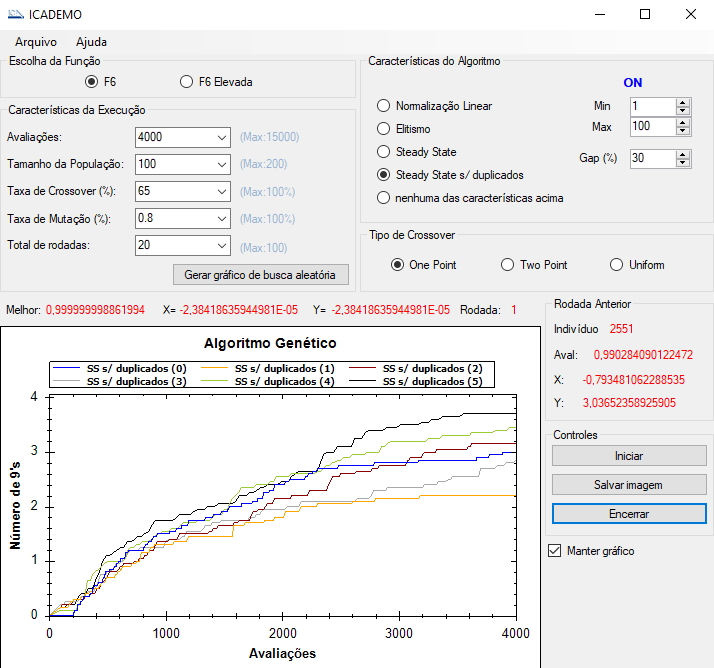 ICADEMO
Arquivo Ajuda
Escolha da Função
F6 F6 Elevada
Características da Execução
Avaliações: 4000 (Max:15000)
Tamanho da População: 100 (Max:200)
Taxa de Crossover (%): 65 (Max:100%)
Taxa de Mutação (%): 0.8 (Max:100%)
Total de rodadas: 20 (Max:100)
Gerar gráfico de busca aleatória
Características do Algoritmo
ON
Normalização Linear Min 1
Elitismo Max 100
Steady State
Gap (%) 30
Steady State s/ duplicados
nenhuma das características acima
Tipo de Crossover
One Point Two Point Uniform
Melhor: 0,999999998861994 X= -2,38418635944981E-05 Y= -2,38418635944981E-05 Rodada: 1
Algoritmo Genético
SS s/ duplicados (0) SS s/ duplicados (1) SS s/ duplicados (2)
SS s/ duplicados (3) SS s/ duplicados (4) SS s/ duplicados (5)
Número de 9's
4
3
2
1
0
0 1000 2000 3000 4000
Avaliações
Rodada Anterior
Indivíduo 2551
Aval: 0,990284090122472
X: -0,793481062288535
Y: 3,03652358925905
Controles
Iniciar
Salvar imagem
Encerrar
Manter gráfico